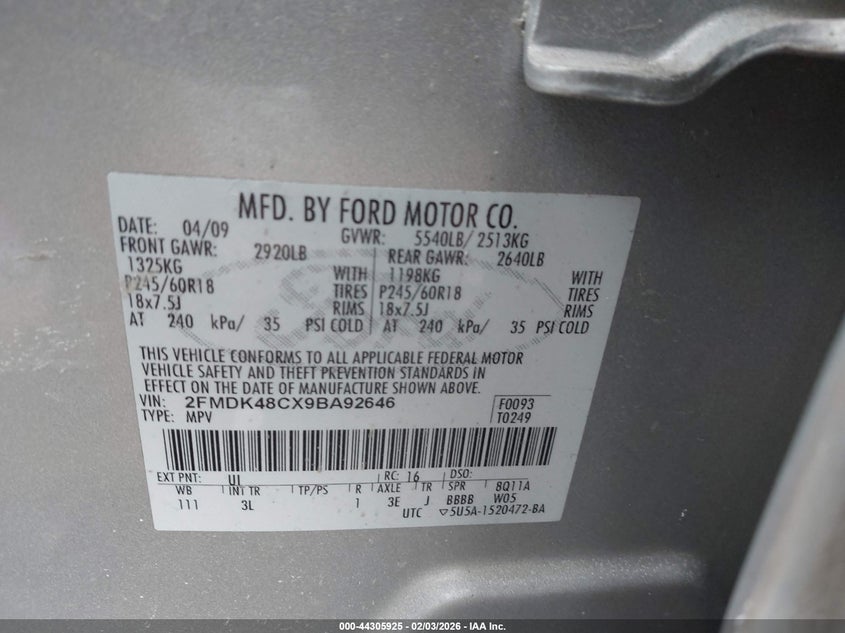 MFD. BY FORD MOTOR CO.
DATE: 04/09 GVWR: 5540LB/ 2513KG
FRONT GAWR: 2920LB REAR GAWR: 2640LB
1325KG WITH 1198KG WITH
P245/60R18 TIRES P245/60R18 TIRES
18x7.5J RIMS 18x7.5J RIMS
AT 240 kPa/ 35 PSI COLD AT 240 kPa/ 35 PSI COLD
THIS VEHICLE CONFORMS TO ALL APPLICABLE FEDERAL MOTOR
VEHICLE SAFETY AND THEFT PREVENTION STANDARDS IN
EFFECT ON THE DATE OF MANUFACTURE SHOWN ABOVE.
VIN: 2FMDK48CX9BA92646 F0093
TYPE: MPV T0249
EXT PNT: UI RC: 16 DSO:
WB INT TR TP/PS R AXLE TR SPR 8Q11A
111 3L 1 3E J BBBB W05
UTC ▽5U5A-1520472-BA
000-44305925 - 02/03/2026 - IAA Inc.